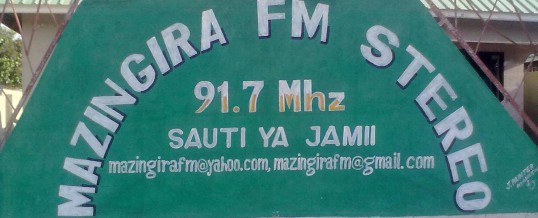 MAZINGIRA FM STEREO
91.7 Mhz
SAUTI YA JAMII
mazingirafm@yahoo.com, mazingirafm@gmail.com